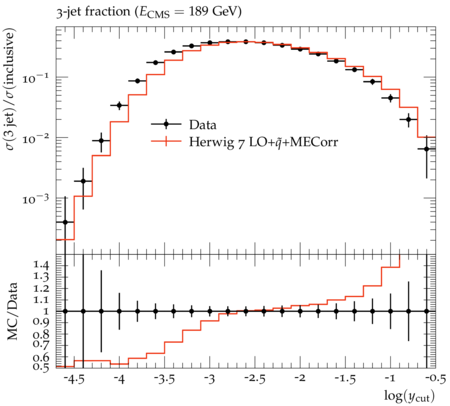 3-jet fraction (E_CMS = 189 GeV)
σ(3 jet)/σ(inclusive)
10⁻¹
10⁻²
10⁻³
Data
Herwig 7 LO+q̃+MECorr
MC/Data
1.4
1.3
1.2
1.1
1
0.9
0.8
0.7
0.6
0.5
-4.5 -4 -3.5 -3 -2.5 -2 -1.5 -1 -0.5
log(y_cut)